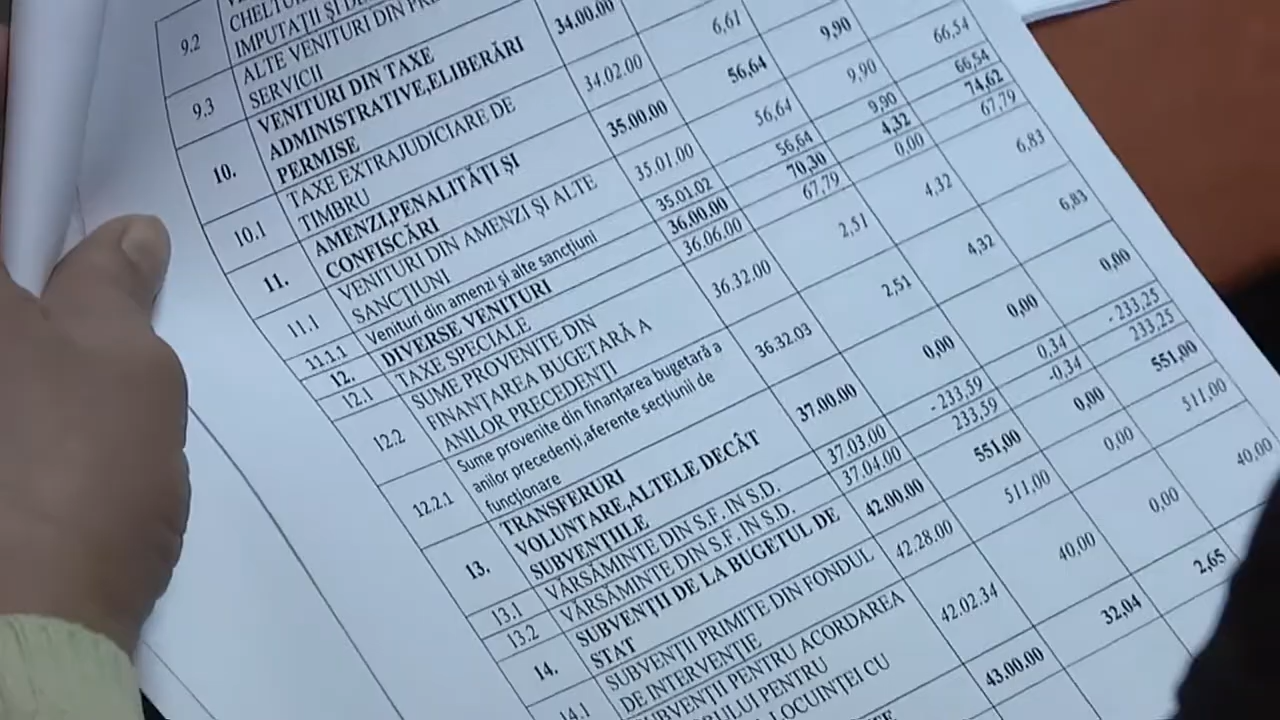 9.2
IMPUTAȚII ȘI
ALTE VENITURI DIN
9.3
SERVICII
VENITURI DIN TAXE
10.
ADMINISTRATIVE,ELIBERĂRI
PERMISE
34.00.00
6,61
9,90
66,54
10.1
TAXE EXTRAJUDICIARE DE
TIMBRU
34.02.00
56,64
9,90
66,54
11.
AMENZI,PENALITĂȚI ȘI
CONFISCĂRI
35.00.00
56,64
9,90
74,62
11.1
VENITURI DIN AMENZI ȘI ALTE
SANCȚIUNI
35.01.00
56,64
4,32
67,79
11.1.1
Venituri din amenzi și alte sancțiuni
35.01.02
70,30
0,00
12.
DIVERSE VENITURI
36.00.00
67,79
6,83
12.1
TAXE SPECIALE
36.06.00
4,32
12.2
SUME PROVENITE DIN
FINANȚAREA BUGETARĂ A
ANILOR PRECEDENȚI
36.32.00
2,51
4,32
6,83
12.2.1
Sume provenite din finanțarea bugetară a
anilor precedenți,aferente secțiunii de
funcționare
36.32.03
2,51
0,00
0,00
13.
TRANSFERURI
VOLUNTARE,ALTELE DECÂT
SUBVENȚIILE
37.00.00
0,00
0,34
- 233,25
13.1
VĂRSĂMINTE DIN S.F. IN S.D.
37.03.00
- 233,59
-0,34
233,25
13.2
VĂRSĂMINTE DIN S.F. IN S.D.
37.04.00
233,59
0,00
551,00
14.
SUBVENȚII DE LA BUGETUL DE
STAT
42.00.00
551,00
0,00
511,00
14.1
SUBVENȚII PRIMITE DIN FONDUL
DE INTERVENȚIE
42.28.00
511,00
0,00
40,00
SUBVENȚII PENTRU ACORDAREA
PENTRU
LOCUINȚEI CU
42.02.34
40,00
2,65
43.00.00
32,04